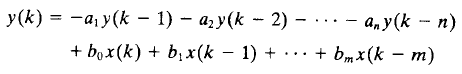 y(k) = −a₁y(k − 1) − a₂y(k − 2) − · · · − aₙy(k − n)
+ b₀x(k) + b₁x(k − 1) + · · · + bₘx(k − m)